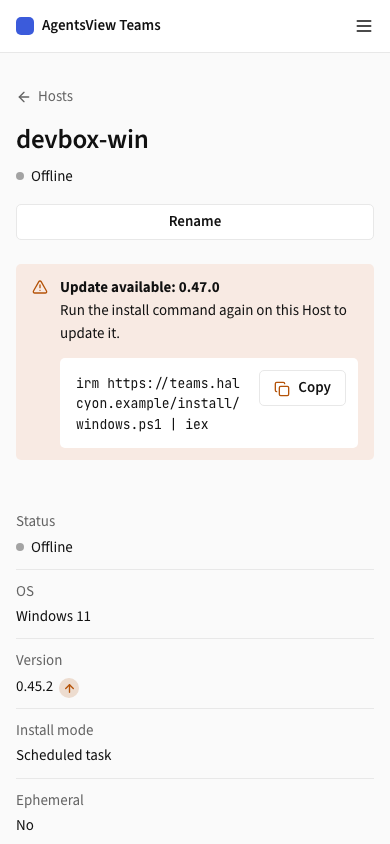 AgentsView Teams
Hosts
devbox-win
Offline
Rename
Update available: 0.47.0
Run the install command again on this Host to
update it.
irm https://teams.hal
cyon.example/install/
windows.ps1 | iex
Copy
Status
Offline
OS
Windows 11
Version
0.45.2
Install mode
Scheduled task
Ephemeral
No